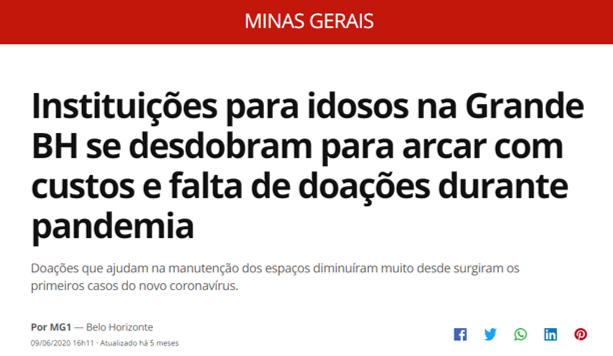 MINAS GERAIS
Instituições para idosos na Grande
BH se desdobram para arcar com
custos e falta de doações durante
pandemia
Doações que ajudam na manutenção dos espaços diminuíram muito desde surgiram os
primeiros casos do novo coronavírus.
Por MG1 — Belo Horizonte
09/06/2020 16h11 · Atualizado há 5 meses